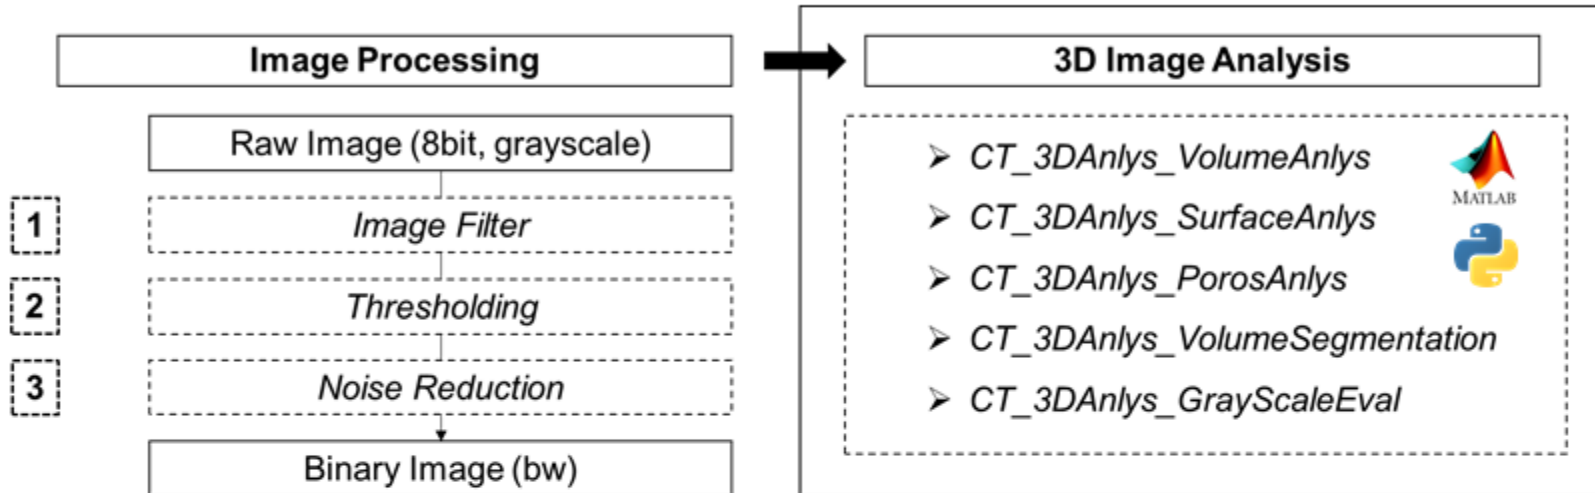 Image Processing
Raw Image (8bit, grayscale)
1
Image Filter
2
Thresholding
3
Noise Reduction
Binary Image (bw)
3D Image Analysis
CT_3DAnlys_VolumeAnlys
CT_3DAnlys_SurfaceAnlys
CT_3DAnlys_PorosAnlys
CT_3DAnlys_VolumeSegmentation
CT_3DAnlys_GrayScaleEval
MATLAB